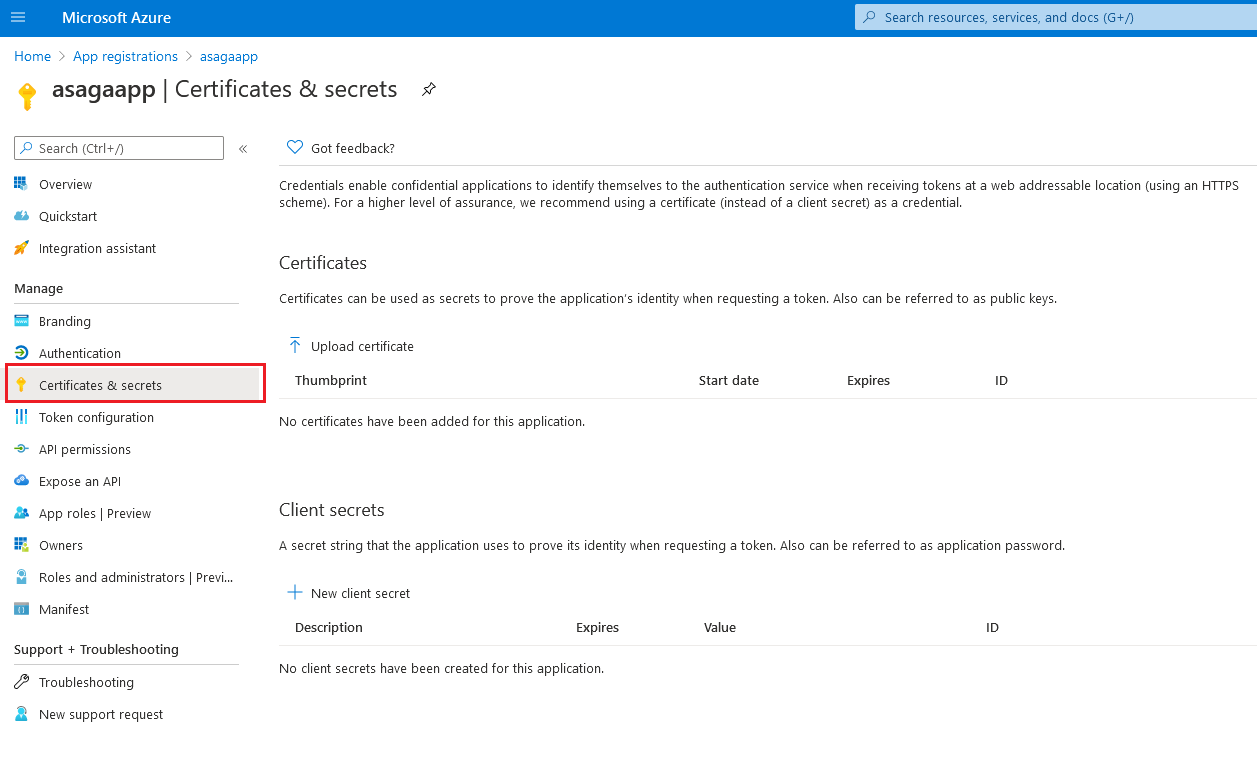 Microsoft Azure
Search resources, services, and docs (G+/)
Home > App registrations > asagaapp
asagaapp | Certificates & secrets
Search (Ctrl+/)
«
Overview
Quickstart
Integration assistant
Manage
Branding
Authentication
Certificates & secrets
Token configuration
API permissions
Expose an API
App roles | Preview
Owners
Roles and administrators | Previ...
Manifest
Support + Troubleshooting
Troubleshooting
New support request
Got feedback?
Credentials enable confidential applications to identify themselves to the authentication service when receiving tokens at a web addressable location (using an HTTPS
scheme). For a higher level of assurance, we recommend using a certificate (instead of a client secret) as a credential.
Certificates
Certificates can be used as secrets to prove the application's identity when requesting a token. Also can be referred to as public keys.
Upload certificate
Thumbprint Start date Expires ID
No certificates have been added for this application.
Client secrets
A secret string that the application uses to prove its identity when requesting a token. Also can be referred to as application password.
New client secret
Description Expires Value ID
No client secrets have been created for this application.